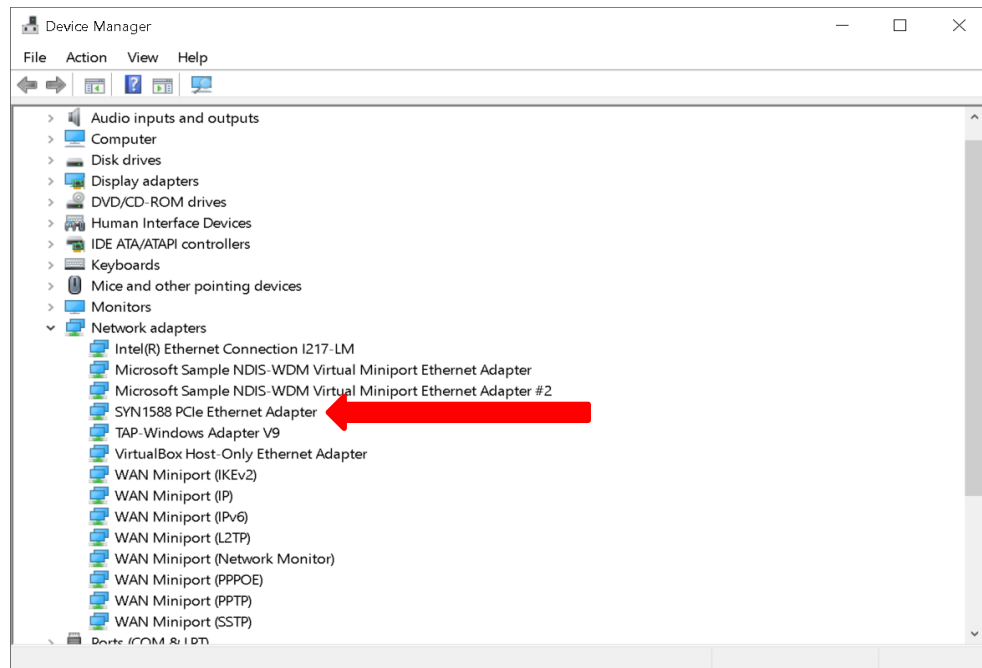 Device Manager
File Action View Help
Audio inputs and outputs
Computer
Disk drives
Display adapters
DVD/CD-ROM drives
Human Interface Devices
IDE ATA/ATAPI controllers
Keyboards
Mice and other pointing devices
Monitors
Network adapters
Intel(R) Ethernet Connection I217-LM
Microsoft Sample NDIS-WDM Virtual Miniport Ethernet Adapter
Microsoft Sample NDIS-WDM Virtual Miniport Ethernet Adapter #2
SYN1588 PCIe Ethernet Adapter
TAP-Windows Adapter V9
VirtualBox Host-Only Ethernet Adapter
WAN Miniport (IKEv2)
WAN Miniport (IP)
WAN Miniport (IPv6)
WAN Miniport (L2TP)
WAN Miniport (Network Monitor)
WAN Miniport (PPPOE)
WAN Miniport (PPTP)
WAN Miniport (SSTP)
Ports (COM & LPT)